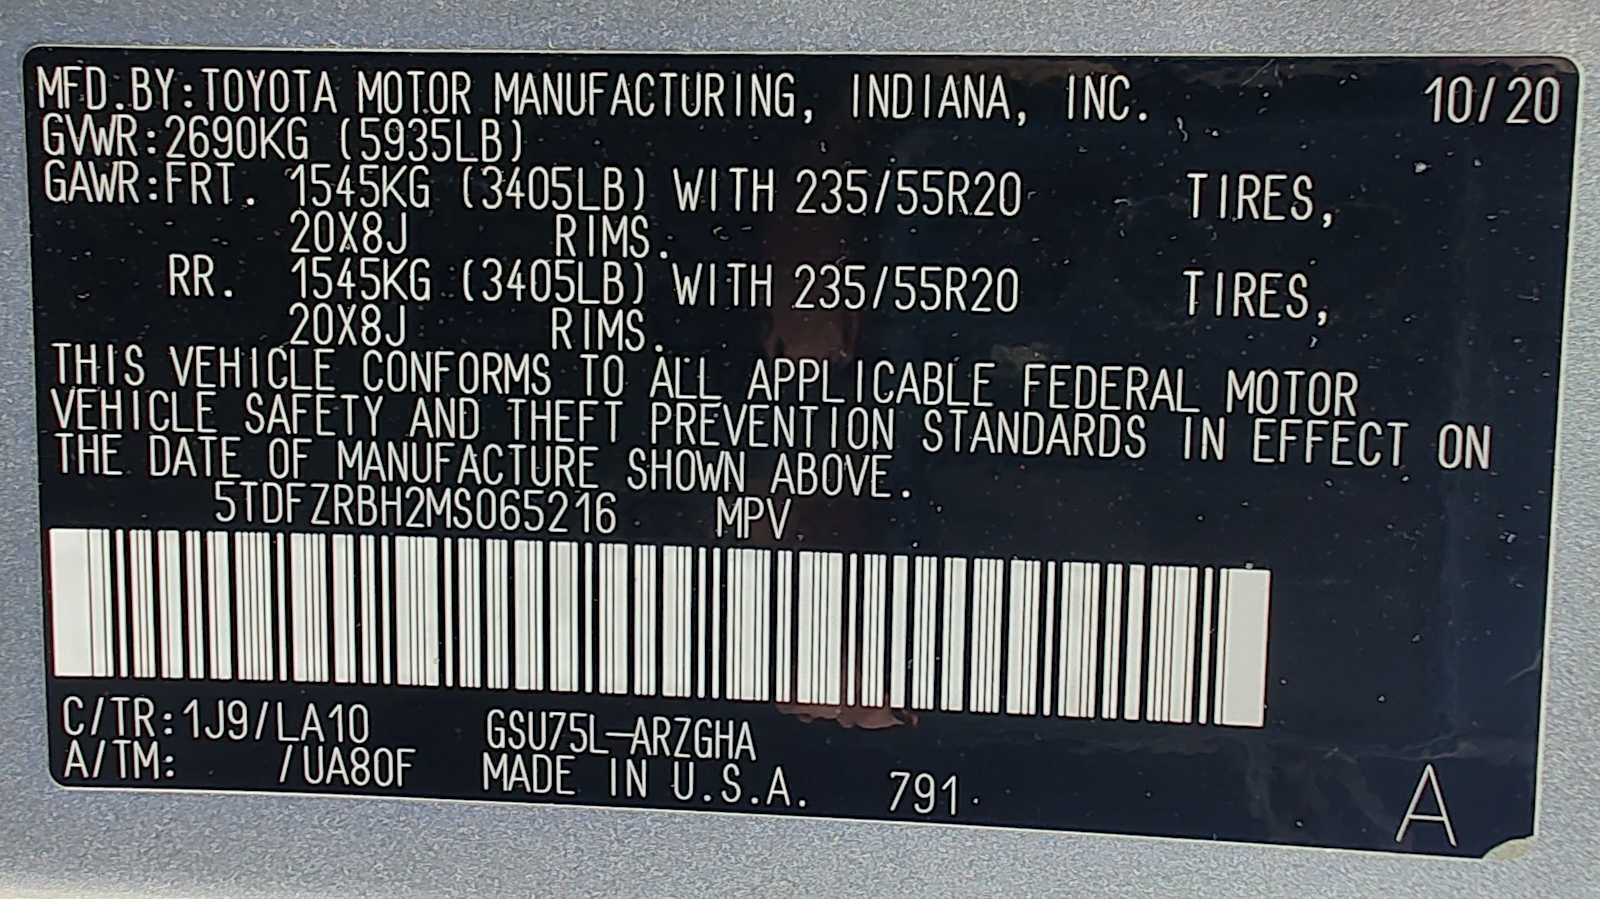 MFD.BY:TOYOTA MOTOR MANUFACTURING, INDIANA, INC. 10/20
GVWR:2690KG (5935LB)
GAWR:FRT. 1545KG (3405LB) WITH 235/55R20 TIRES,
20X8J RIMS.
RR. 1545KG (3405LB) WITH 235/55R20 TIRES,
20X8J RIMS.
THIS VEHICLE CONFORMS TO ALL APPLICABLE FEDERAL MOTOR
VEHICLE SAFETY AND THEFT PREVENTION STANDARDS IN EFFECT ON
THE DATE OF MANUFACTURE SHOWN ABOVE.
5TDFZRBH2MS065216 MPV
C/TR:1J9/LA10 GSU75L-ARZGHA
A/TM: /UA80F MADE IN U.S.A. 791 A